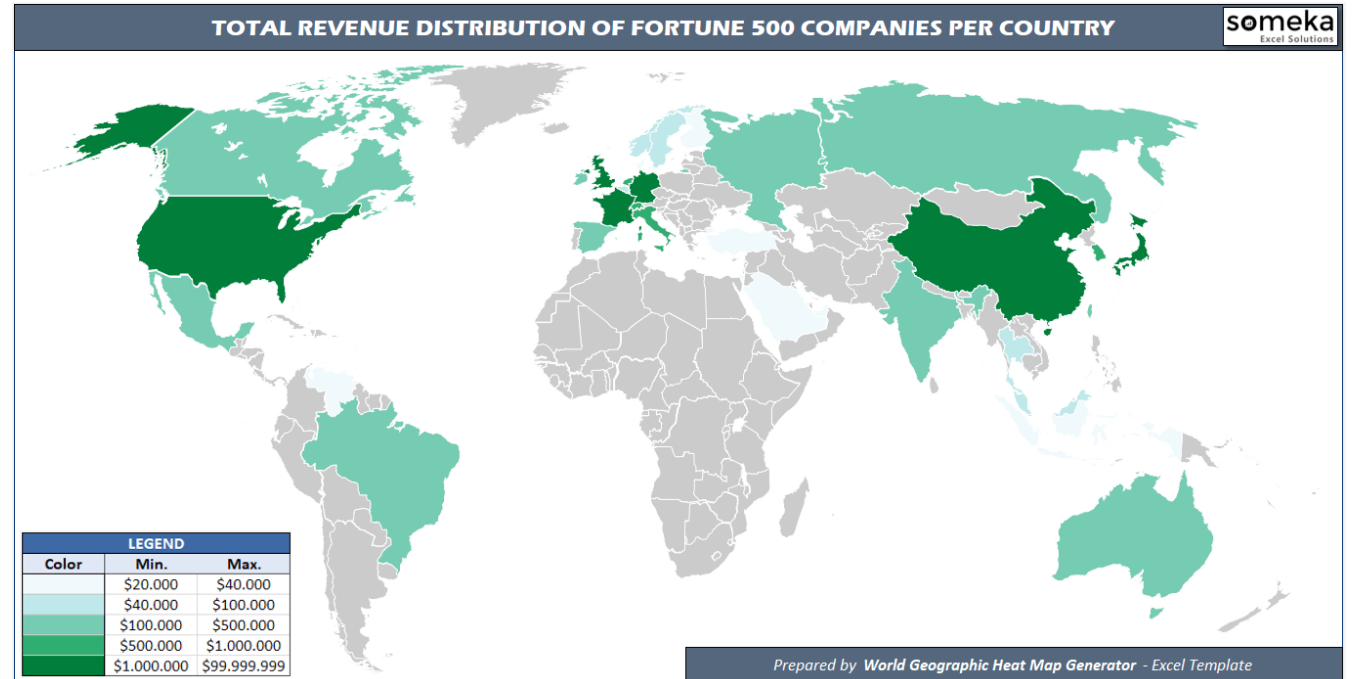 TOTAL REVENUE DISTRIBUTION OF FORTUNE 500 COMPANIES PER COUNTRY
someka
Excel Solutions
LEGEND
Color Min. Max.
$20.000 $40.000
$40.000 $100.000
$100.000 $500.000
$500.000 $1.000.000
$1.000.000 $99.999.999
Prepared by World Geographic Heat Map Generator - Excel Template